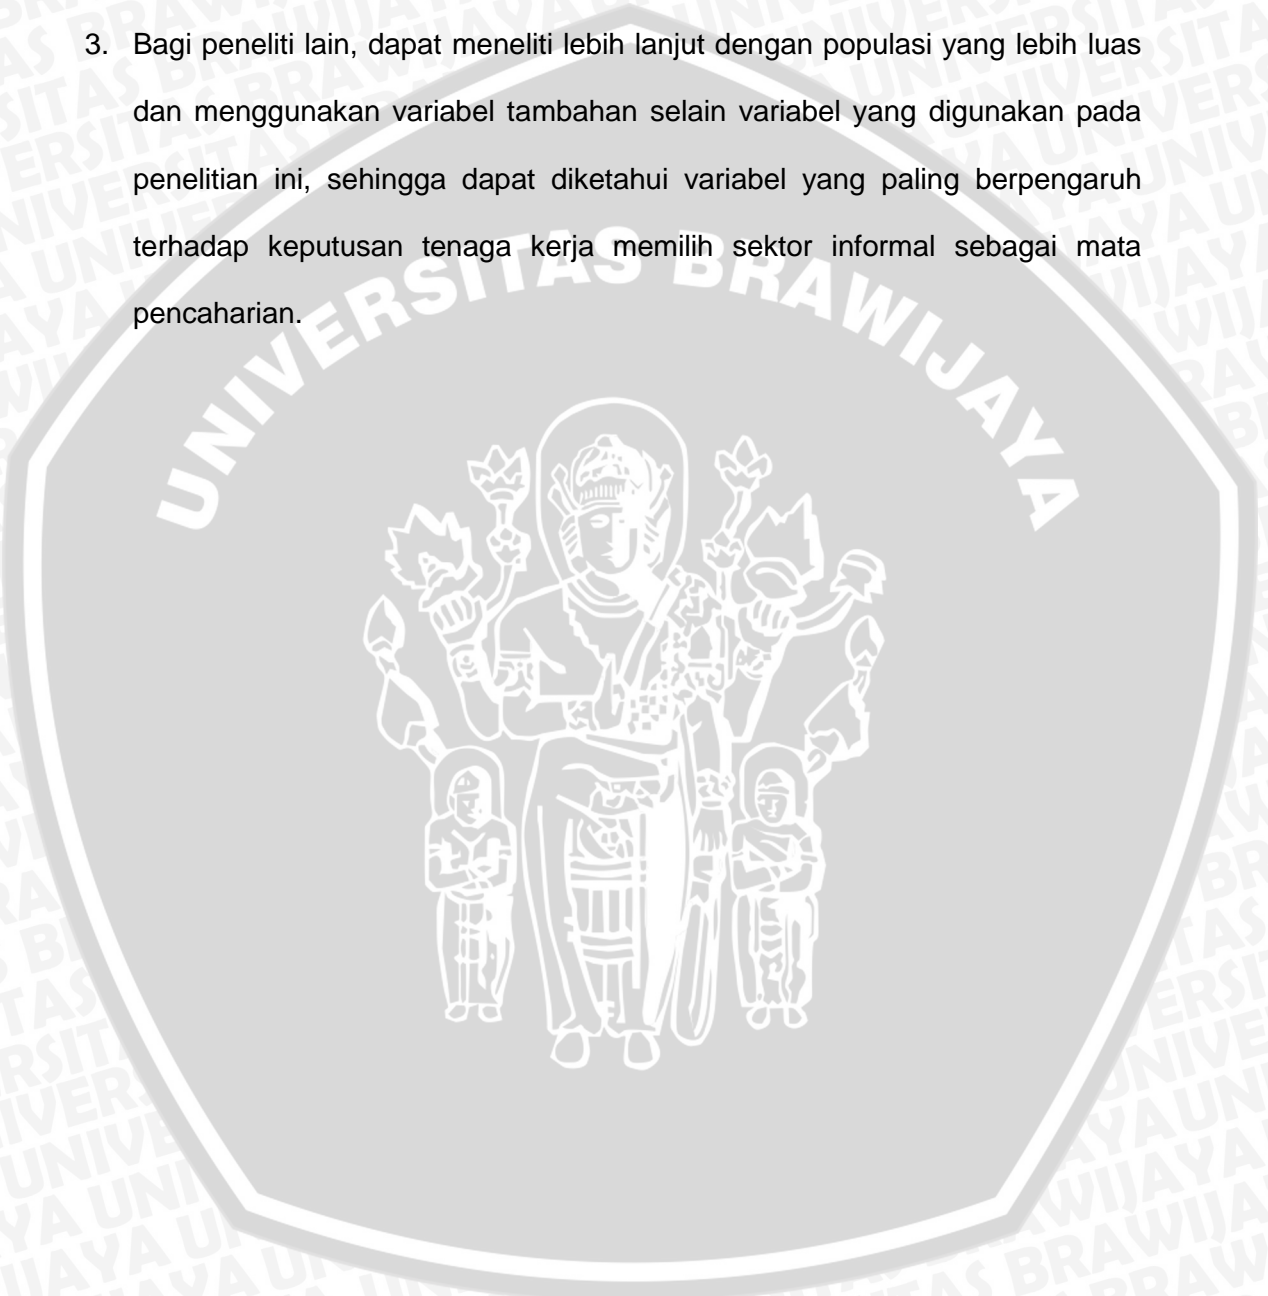 3. Bagi peneliti lain, dapat meneliti lebih lanjut dengan populasi yang lebih luas
dan menggunakan variabel tambahan selain variabel yang digunakan pada
penelitian ini, sehingga dapat diketahui variabel yang paling berpengaruh
terhadap keputusan tenaga kerja memilih sektor informal sebagai mata
pencaharian.
UNIVERSITAS BRAWIJAYA